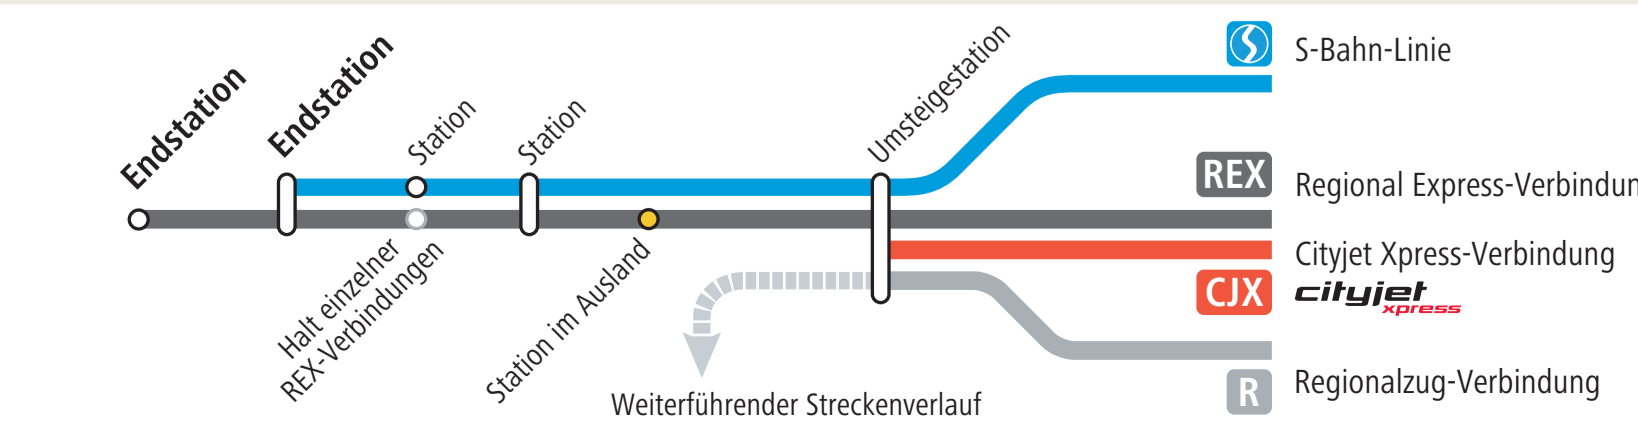 Endstation
Endstation
Station
Station
Umsteigestation
S-Bahn-Linie
REX
Regional Express-Verbindun
Halt einzelner
REX-Verbindungen
Station im Ausland
Cityjet Xpress-Verbindung
CJX
cityjet
xpress
Weiterführender Streckenverlauf
R
Regionalzug-Verbindung